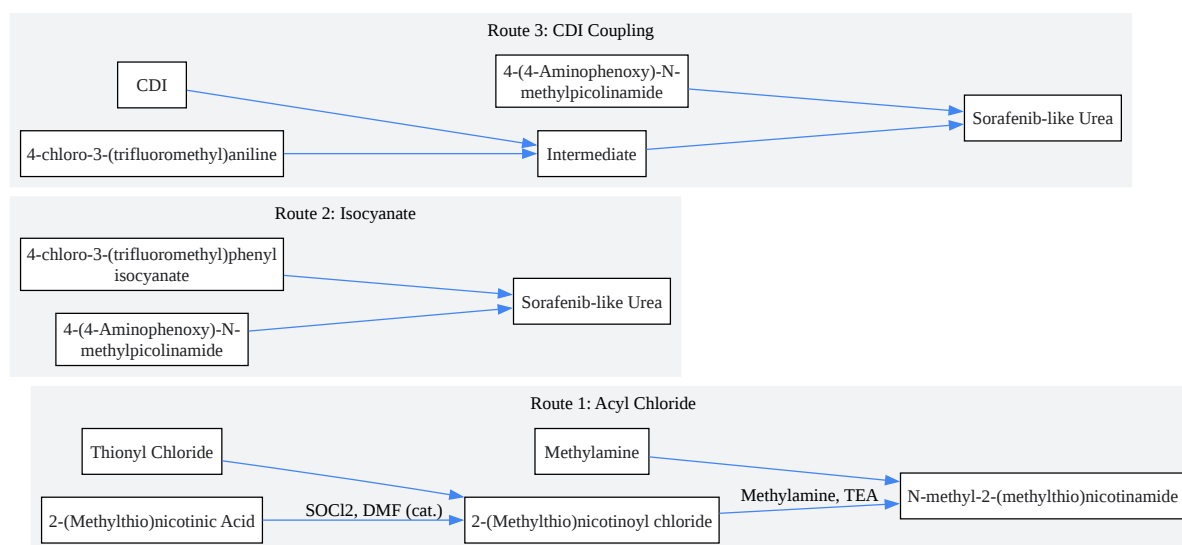 Route 3: CDI Coupling
CDI
4-(4-Aminophenoxy)-N-
methylpicolinamide
Sorafenib-like Urea
4-chloro-3-(trifluoromethyl)aniline
Intermediate
Route 2: Isocyanate
4-chloro-3-(trifluoromethyl)phenyl
isocyanate
Sorafenib-like Urea
4-(4-Aminophenoxy)-N-
methylpicolinamide
Route 1: Acyl Chloride
Thionyl Chloride
Methylamine
2-(Methylthio)nicotinic Acid
SOCl2, DMF (cat.)
2-(Methylthio)nicotinoyl chloride
Methylamine, TEA
N-methyl-2-(methylthio)nicotinamide